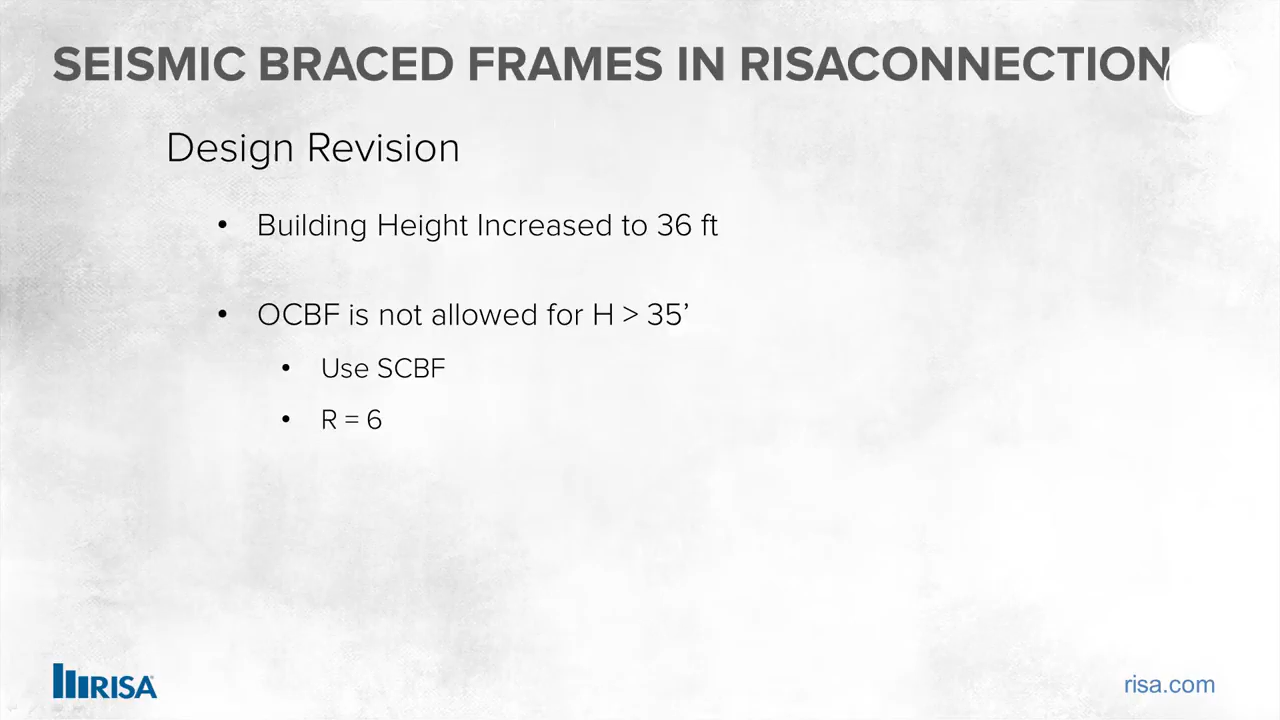 SEISMIC BRACED FRAMES IN RISACONNECTION
Design Revision
• Building Height Increased to 36 ft
• OCBF is not allowed for H > 35’
• Use SCBF
• R = 6
RISA
risa.com